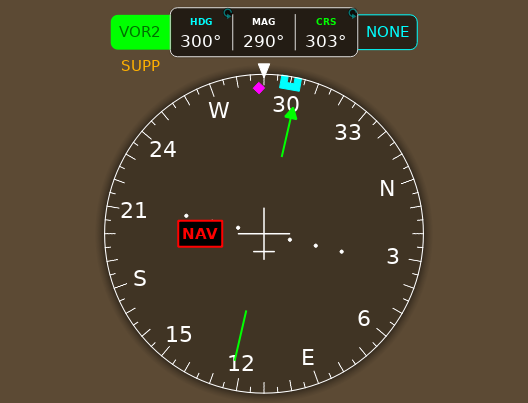 HDG MAG CRS
VOR2 300° 290° 303° NONE
SUPP
30
W 33
24
N
21
NAV
3
S
6
15
12 E